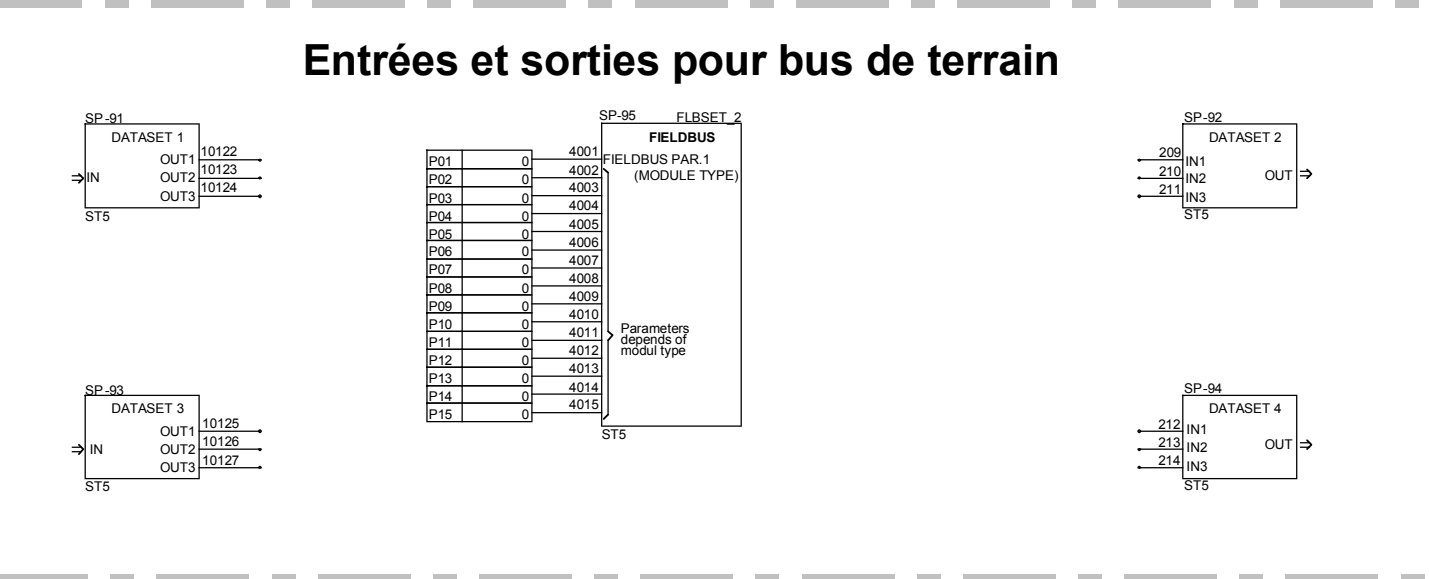 Entrées et sorties pour bus de terrain
SP-91
DATASET 1
IN
OUT1 10122
OUT2 10123
OUT3 10124
ST5
SP-93
DATASET 3
IN
OUT1 10125
OUT2 10126
OUT3 10127
ST5
SP-95 FLBSET_2
FIELDBUS
P01 0 4001 FIELDBUS PAR.1
P02 0 4002 (MODULE TYPE)
P03 0 4003
P04 0 4004
P05 0 4005
P06 0 4006
P07 0 4007
P08 0 4008
P09 0 4009
P10 0 4010
P11 0 4011
P12 0 4012
P13 0 4013
P14 0 4014
P15 0 4015
Parameters
depends of
modul type
ST5
SP-92
DATASET 2
209 IN1
210 IN2
211 IN3
OUT
ST5
SP-94
DATASET 4
212 IN1
213 IN2
214 IN3
OUT
ST5